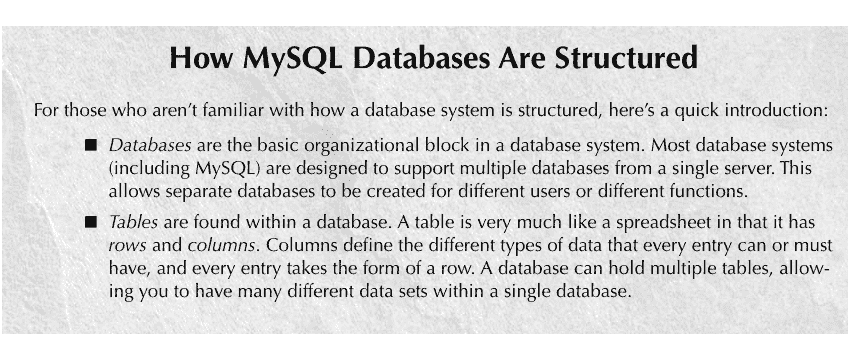 How MySQL Databases Are Structured
For those who aren't familiar with how a database system is structured, here's a quick introduction:
■ Databases are the basic organizational block in a database system. Most database systems
(including MySQL) are designed to support multiple databases from a single server. This
allows separate databases to be created for different users or different functions.
■ Tables are found within a database. A table is very much like a spreadsheet in that it has
rows and columns. Columns define the different types of data that every entry can or must
have, and every entry takes the form of a row. A database can hold multiple tables, allow-
ing you to have many different data sets within a single database.